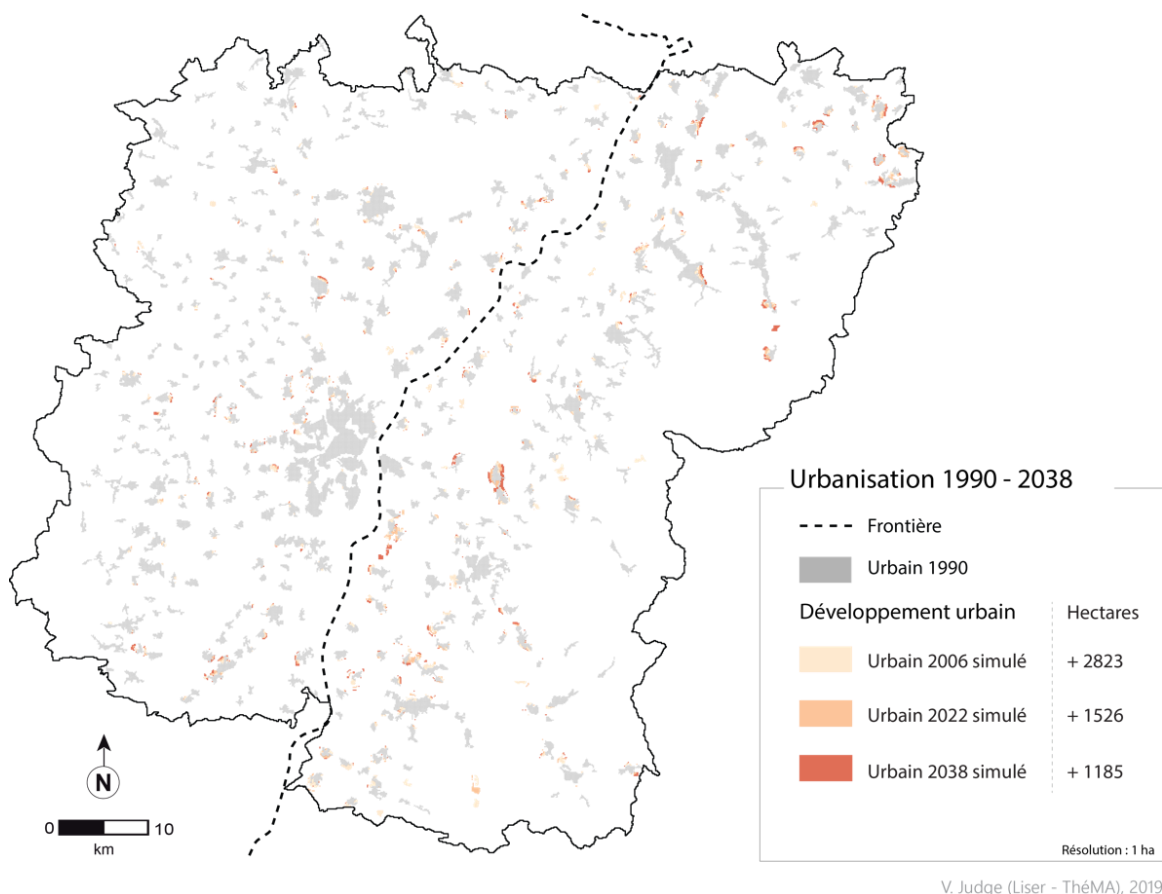 Urbanisation 1990 - 2038
Frontière
Urbain 1990
Développement urbain Hectares
Urbain 2006 simulé + 2823
Urbain 2022 simulé + 1526
Urbain 2038 simulé + 1185
Résolution : 1 ha
N
0 10
km
V. Judge (Liser - ThéMA), 2019